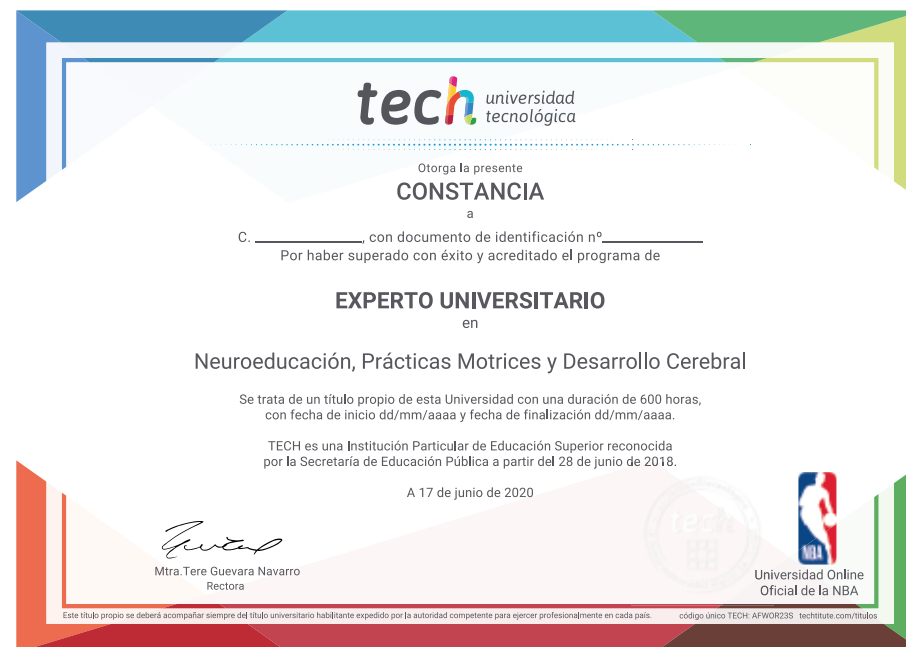 tech universidad
tecnológica
Otorga la presente
CONSTANCIA
a
C. ____________, con documento de identificación nº____________
Por haber superado con éxito y acreditado el programa de
EXPERTO UNIVERSITARIO
en
Neuroeducación, Prácticas Motrices y Desarrollo Cerebral
Se trata de un título propio de esta Universidad con una duración de 600 horas,
con fecha de inicio dd/mm/aaaa y fecha de finalización dd/mm/aaaa.
TECH es una Institución Particular de Educación Superior reconocida
por la Secretaría de Educación Pública a partir del 28 de junio de 2018.
A 17 de junio de 2020
tech
NBA
Mtra.Tere Guevara Navarro
Rectora
Universidad Online
Oficial de la NBA
Este título propio se deberá acompañar siempre del título universitario habilitante expedido por la autoridad competente para ejercer profesionalmente en cada país.
código único TECH: AFWOR23S techtitute.com/titulos